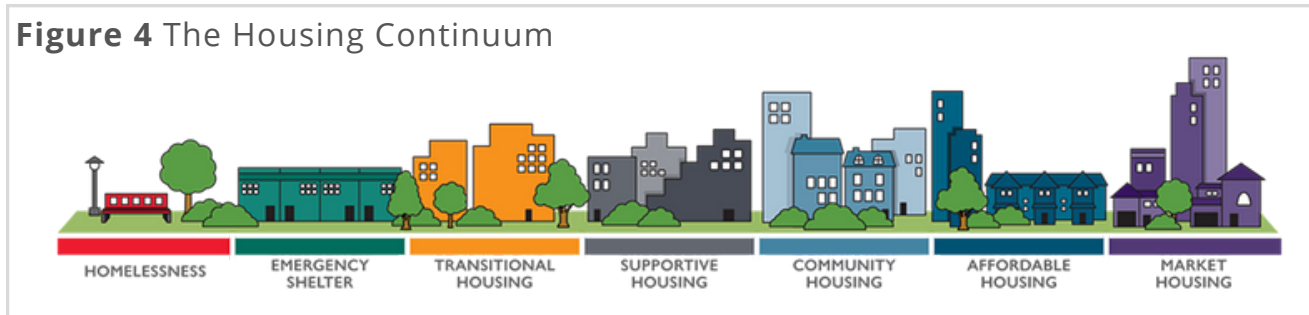 Figure 4 The Housing Continuum
HOMELESSNESS
EMERGENCY
SHELTER
TRANSITIONAL
HOUSING
SUPPORTIVE
HOUSING
COMMUNITY
HOUSING
AFFORDABLE
HOUSING
MARKET
HOUSING